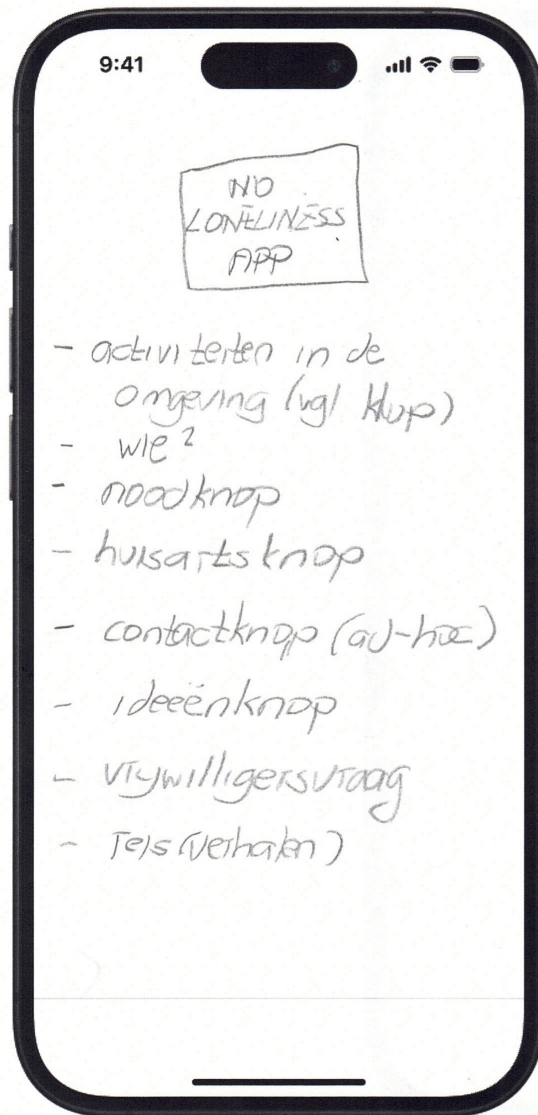 9:41
NO
LONELINESS
APP
- activiteiten in de
omgeving (vgl klup)
- wie?
- noodknop
- huisartsknop
- contactknop (ad-hoc)
- ideeënknop
- vrijwilligersvraag
- reis(verhalen)